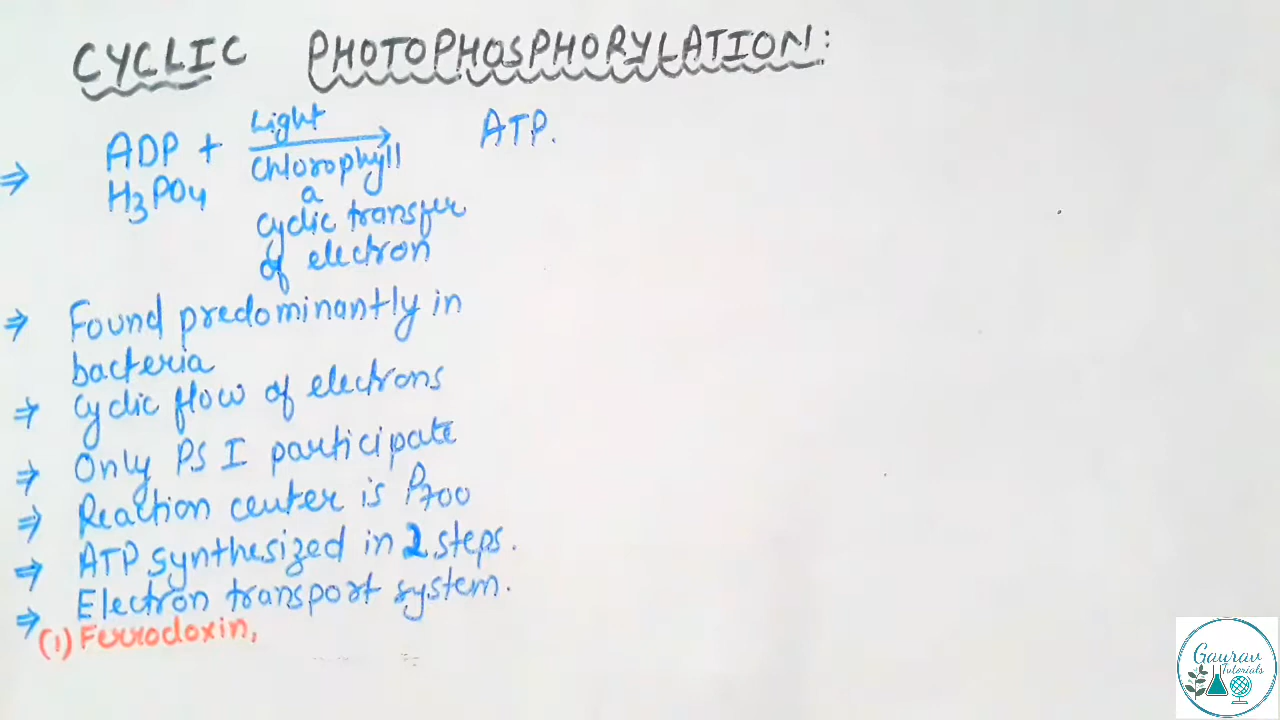 CYCLIC PHOTOPHOSPHORYLATION:
⇒ ADP + H3PO4
Light
Chlorophyll
a
cyclic transfer
of electron
ATP.
⇒ Found predominantly in
bacteria
⇒ Cyclic flow of electrons
⇒ Only PS I participate
⇒ Reaction center is P700
⇒ ATP synthesized in 2 steps.
⇒ Electron transport system.
(1) Ferrodoxin,
Gaurav
Tutorials